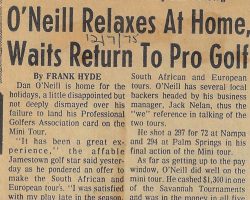 O'Neill Relaxes At Home,
Waits Return To Pro Golf
12/7/75
By FRANK HYDE
Dan O'Neill is home for the
holidays, a little disappointed but
not deeply dismayed over his
failure to land his Professional
Golfers Association card on the
Mini Tour.
"It has been a great ex-
perience," the affable
Jamestown golf star said yester-
day as he pondered an offer to
make the South African and Euro-
pean tours. "I was satisfied
with my play late in the season
South African and European
tours. O'Neill has several local
backers headed by his business
manager, Jack Nelan, thus the
"we" reference in talking of the
two tours.
He shot a 297 for 72 at Nampa
and 294 at Palm Springs in his
final action of the Mini tour.
As far as getting up to the pay
window, O'Neill did well on the
mini tour. He cashed $1,300 in one
of the Savannah Tournaments
and was in the money in all but